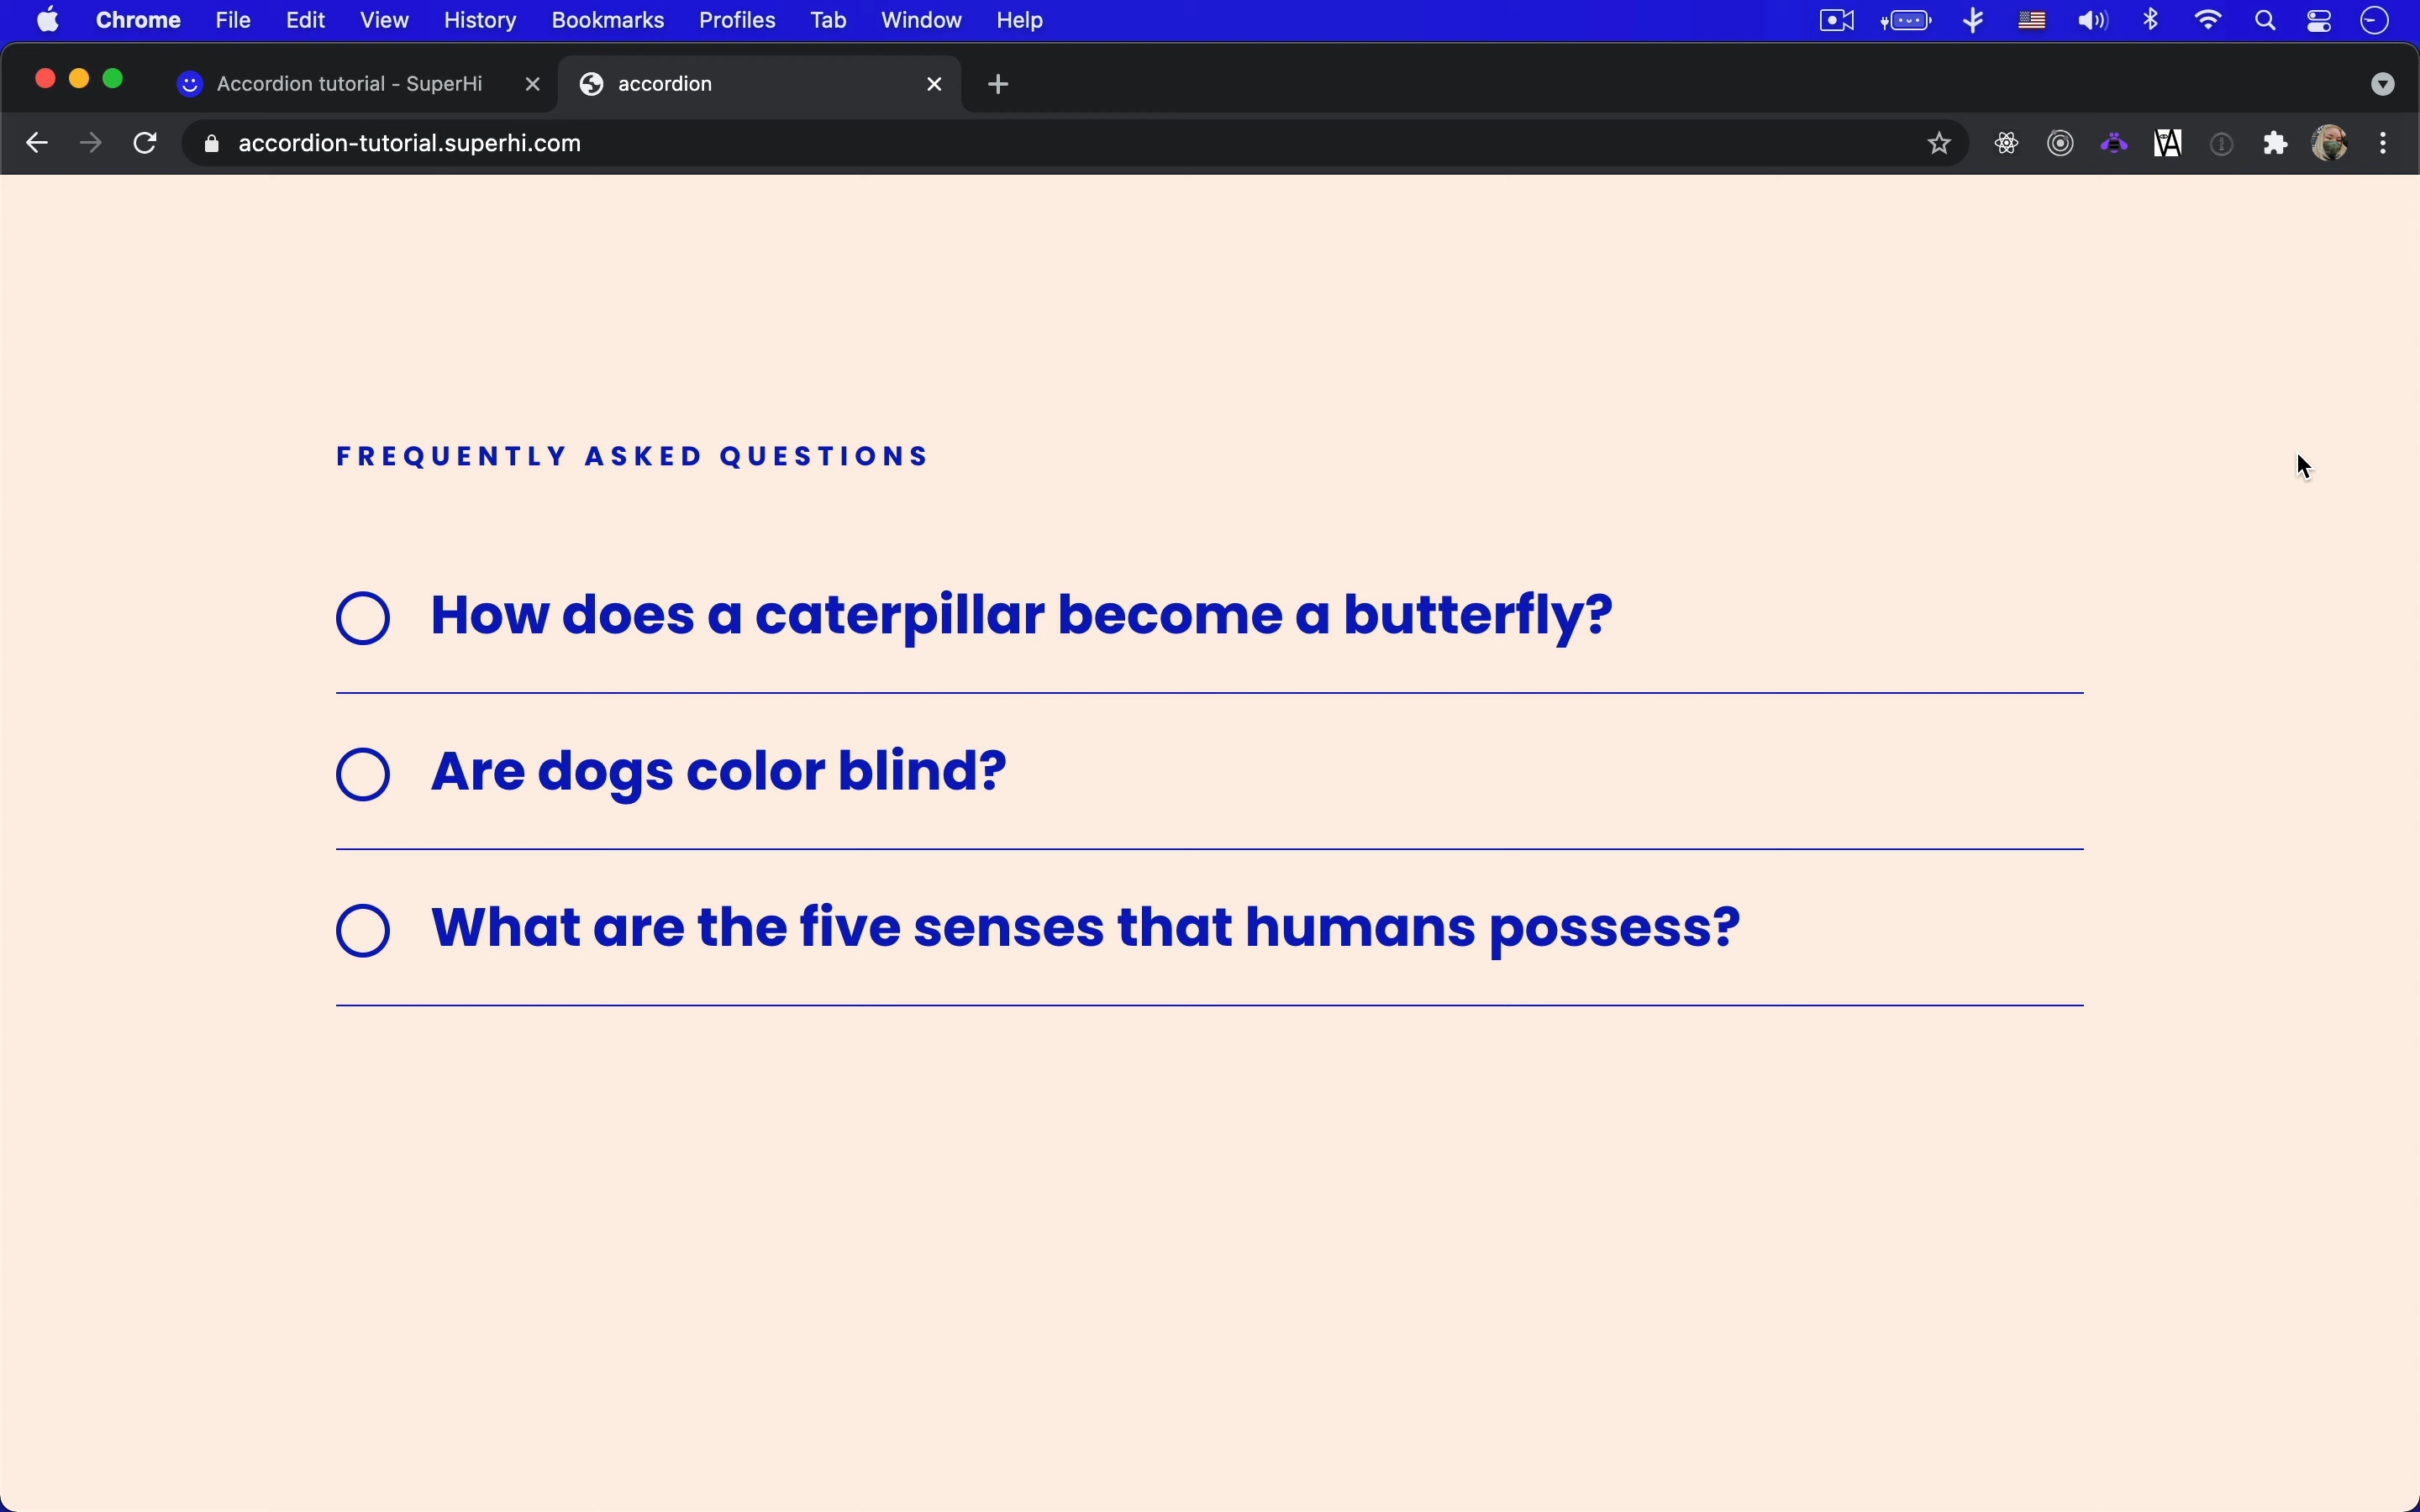 Chrome File Edit View History Bookmarks Profiles Tab Window Help
Accordion tutorial - SuperHi accordion
accordion-tutorial.superhi.com
FREQUENTLY ASKED QUESTIONS
How does a caterpillar become a butterfly?
Are dogs color blind?
What are the five senses that humans possess?